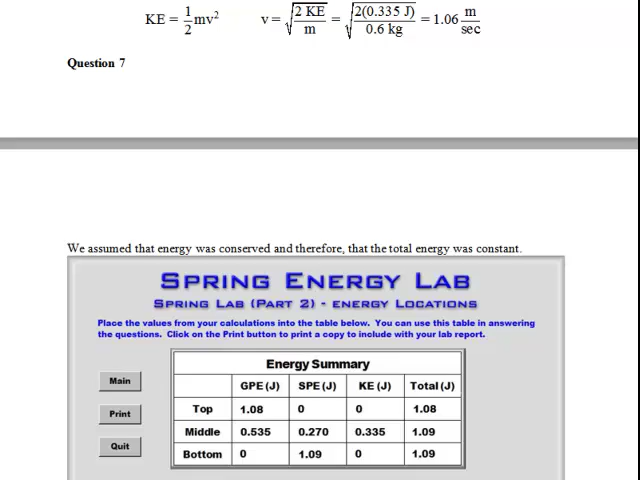 KE = 1/2 mv² v = √(2 KE / m) = √(2(0.335 J) / 0.6 kg) = 1.06 m/sec
Question 7
We assumed that energy was conserved and therefore, that the total energy was constant.
SPRING ENERGY LAB
SPRING LAB (PART 2) - ENERGY LOCATIONS
Place the values from your calculations into the table below. You can use this table in answering
the questions. Click on the Print button to print a copy to include with your lab report.
Main
Print
Quit
Energy Summary
GPE (J) SPE (J) KE (J) Total (J)
Top 1.08 0 0 1.08
Middle 0.535 0.270 0.335 1.09
Bottom 0 1.09 0 1.09